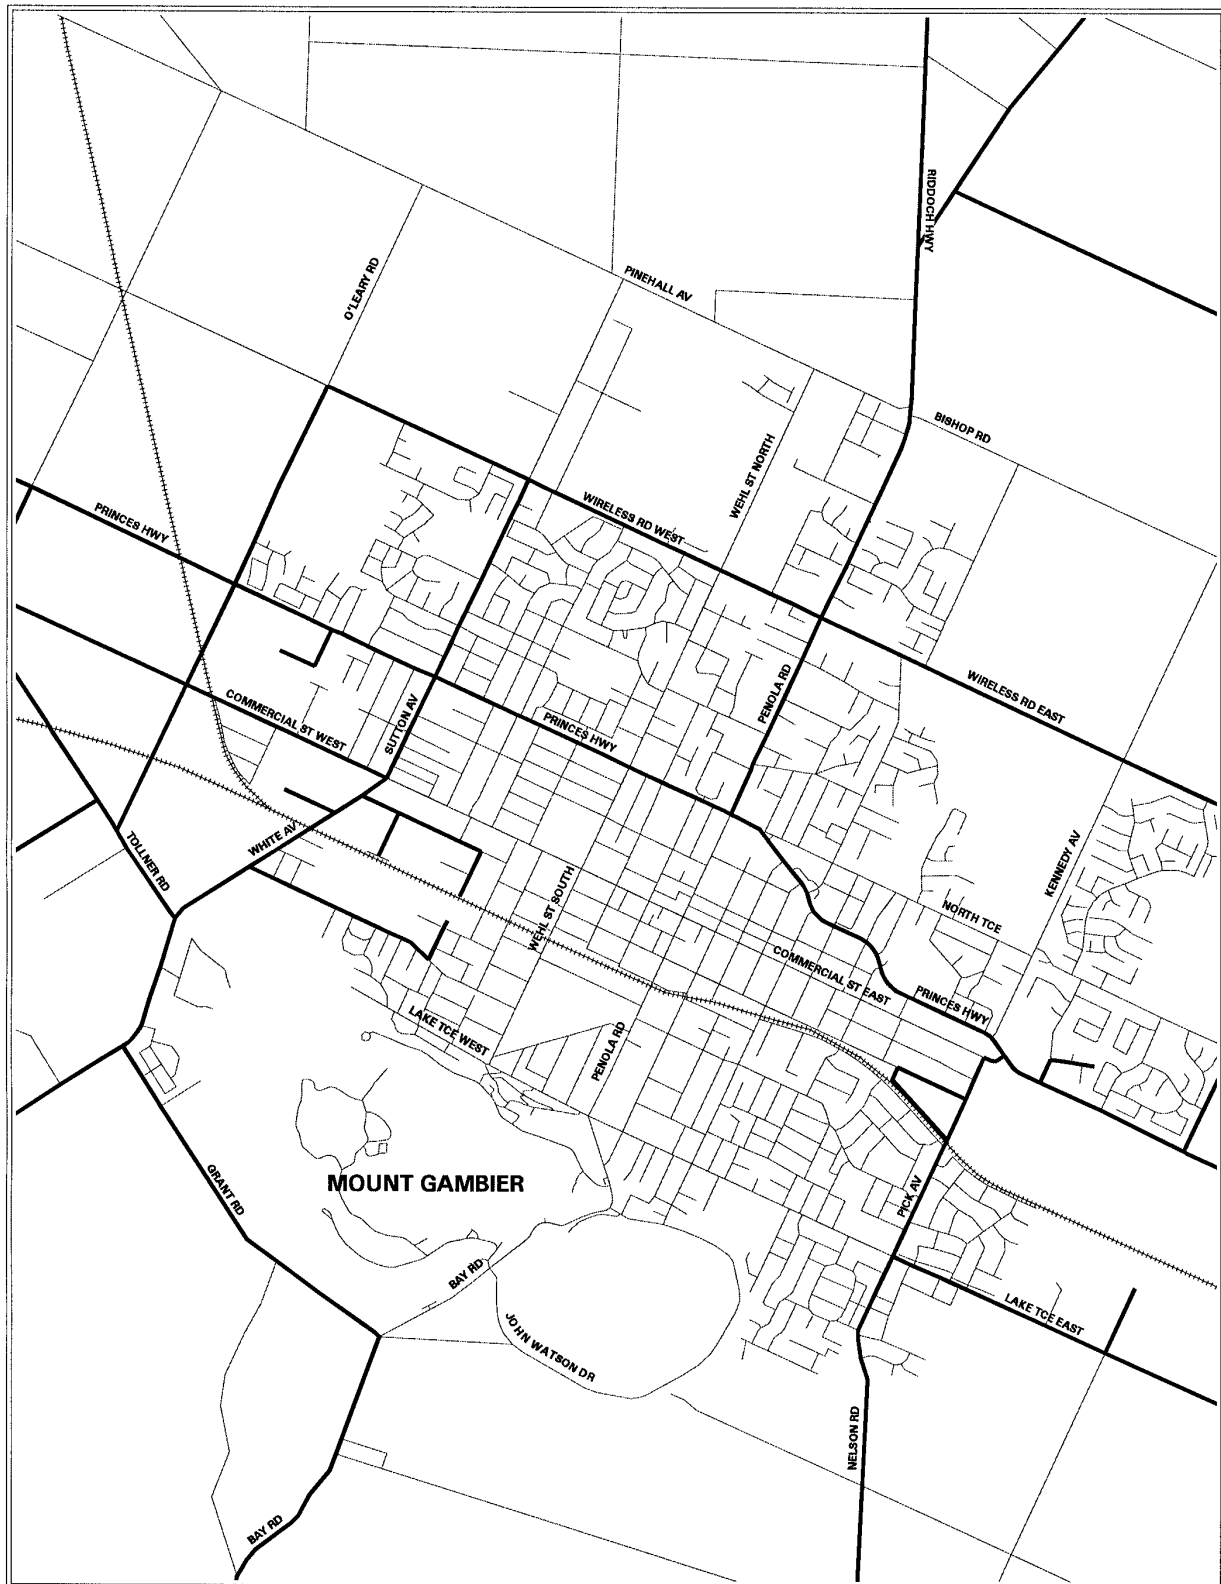 RIDDOCH HWY
O'LEARY RD
PINEHALL AV
BISHOP RD
WEHL ST NORTH
PRINCES HWY
WIRELESS RD WEST
PENOLA RD
WIRELESS RD EAST
COMMERCIAL ST WEST
SUTTON AV
PRINCES HWY
WHITE AV
TOLLNER RD
KENNEDY AV
WEHL ST SOUTH
NORTH TCE
COMMERCIAL ST EAST
PRINCES HWY
LAKE TCE WEST
PENOLA RD
MOUNT GAMBIER
GRANT RD
PICK AV
BAY RD
LAKE TCE EAST
JOHN WATSON DR
NELSON RD
BAY RD